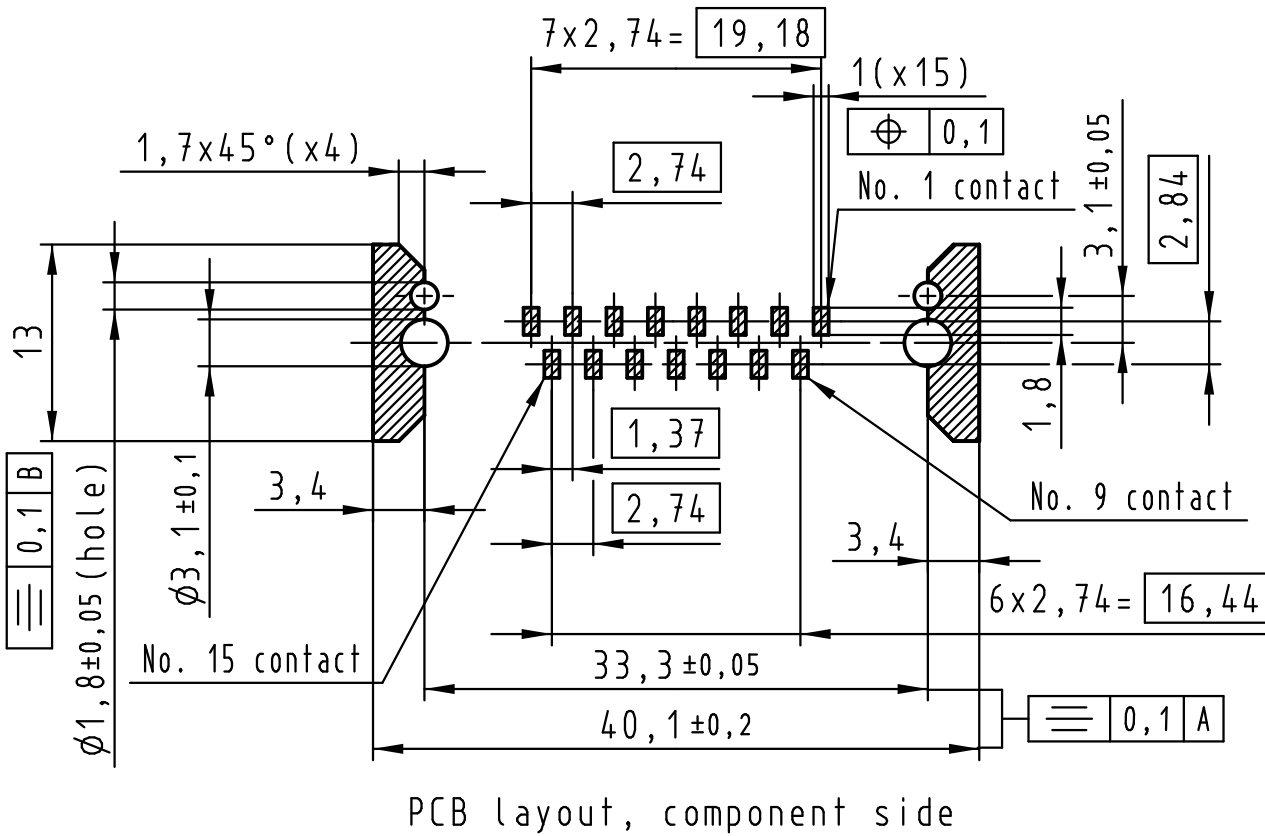 7x2,74= 19,18
1(x15)
0,1
1,7x45°(x4)
2,74
No. 1 contact
3,1±0,05
2,84
13
1,8
1,37
2,74
3,4
No. 9 contact
3,4
0,1 B
Ø1,8±0,05(hole)
Ø3,1±0,1
6x2,74= 16,44
No. 15 contact
33,3±0,05
40,1±0,2
0,1 A
PCB layout, component side